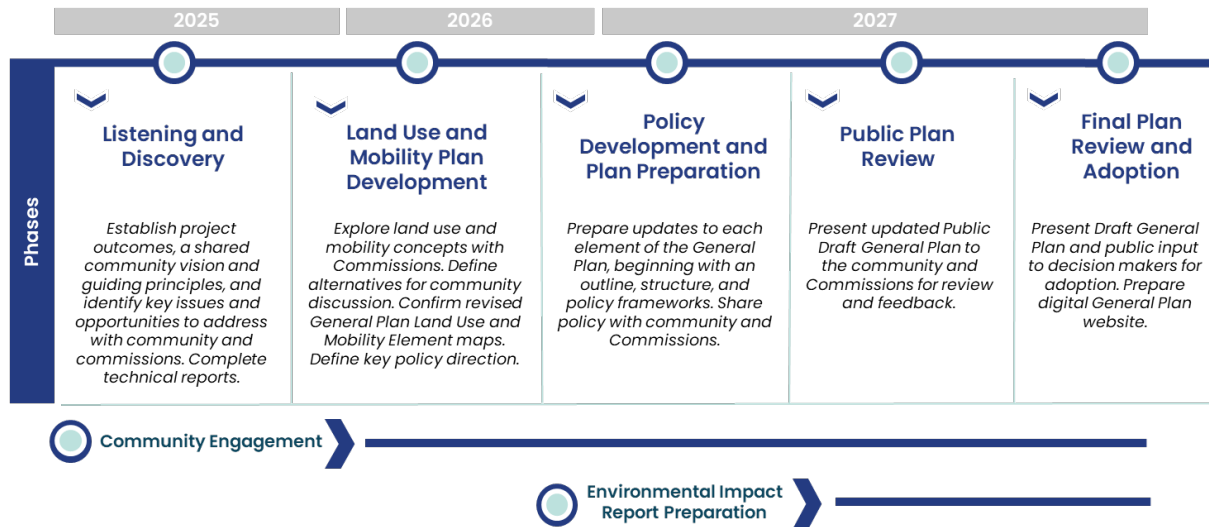 2025
2026
2027
Phases
Listening and
Discovery
Establish project
outcomes, a shared
community vision and
guiding principles, and
identify key issues and
opportunities to address
with community and
commissions. Complete
technical reports.
Land Use and
Mobility Plan
Development
Explore land use and
mobility concepts with
Commissions. Define
alternatives for community
discussion. Confirm revised
General Plan Land Use and
Mobility Element maps.
Define key policy direction.
Policy
Development and
Plan Preparation
Prepare updates to each
element of the General
Plan, beginning with an
outline, structure, and
policy frameworks. Share
policy with community and
Commissions.
Public Plan
Review
Present updated Public
Draft General Plan to
the community and
Commissions for review
and feedback.
Final Plan
Review and
Adoption
Present Draft General
Plan and public input
to decision makers for
adoption. Prepare
digital General Plan
website.
Community Engagement
Environmental Impact
Report Preparation